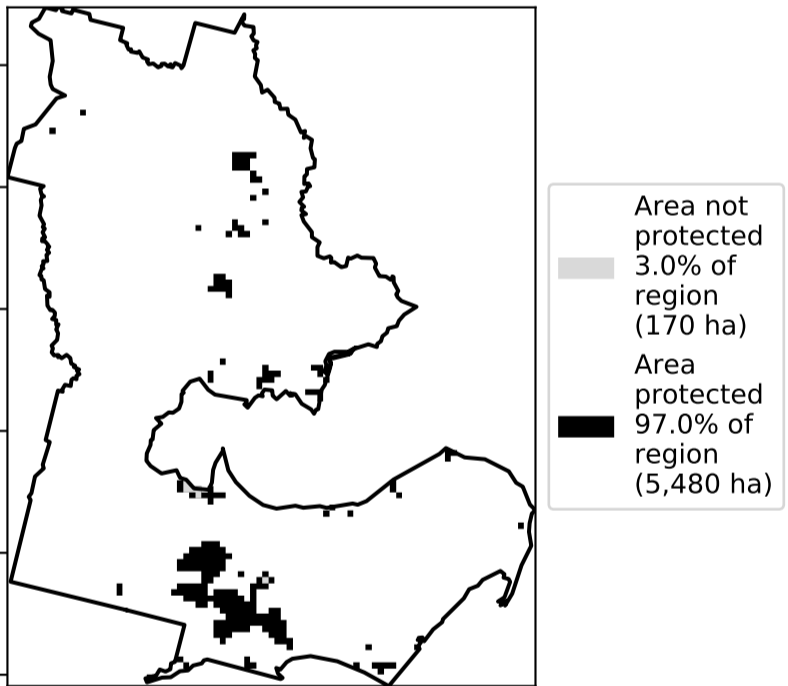 Area not
protected
3.0% of
region
(170 ha)
Area
protected
97.0% of
region
(5,480 ha)